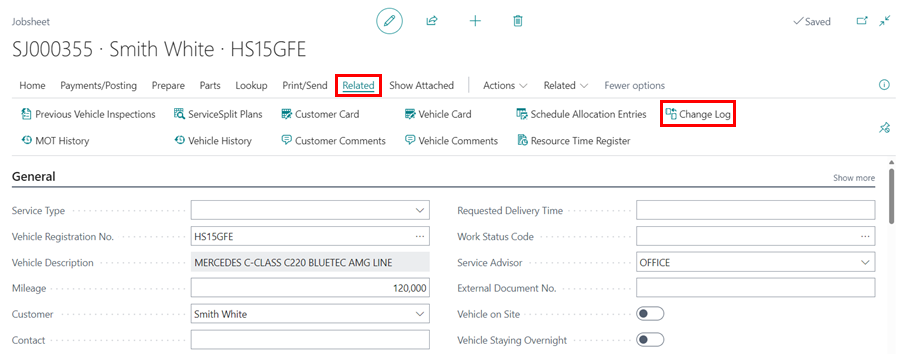 Jobsheet
Saved
SJ000355 · Smith White · HS15GFE
Home Payments/Posting Prepare Parts Lookup Print/Send Related Show Attached Actions Related Fewer options
Previous Vehicle Inspections ServiceSplit Plans Customer Card Vehicle Card Schedule Allocation Entries Change Log
MOT History Vehicle History Customer Comments Vehicle Comments Resource Time Register
General Show more
Service Type Requested Delivery Time
Vehicle Registration No. HS15GFE Work Status Code
Vehicle Description MERCEDES C-CLASS C220 BLUETEC AMG LINE Service Advisor OFFICE
Mileage 120,000 External Document No.
Customer Smith White Vehicle on Site
Contact Vehicle Staying Overnight